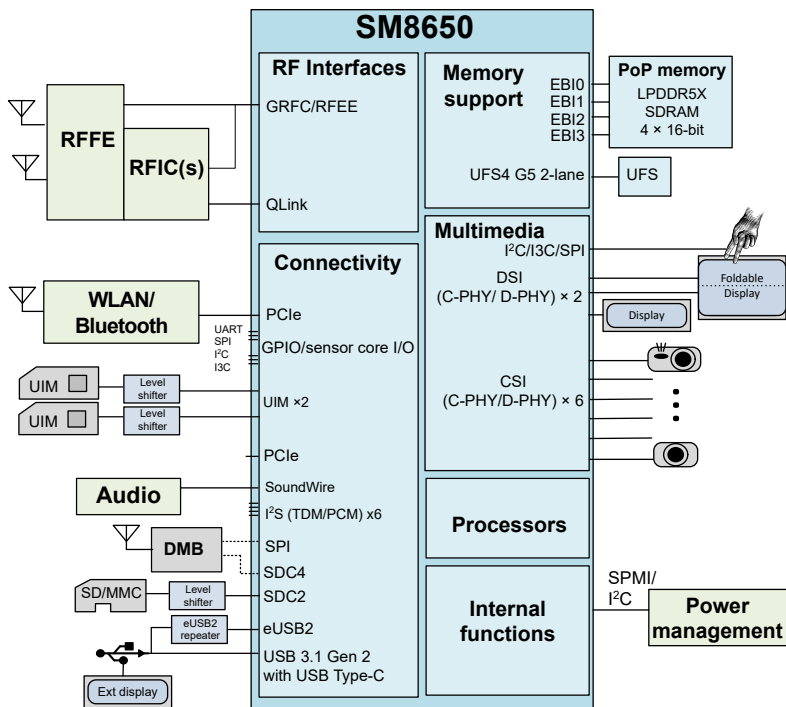 SM8650
RF Interfaces
GRFC/RFEE
QLink
RFFE
RFIC(s)
Memory
support
EBI0
EBI1
EBI2
EBI3
UFS4 G5 2-lane
PoP memory
LPDDR5X
SDRAM
4 × 16-bit
UFS
Connectivity
PCIe
GPIO/sensor core I/O
UIM ×2
PCIe
SoundWire
I²S (TDM/PCM) x6
SPI
SDC4
SDC2
eUSB2
USB 3.1 Gen 2
with USB Type-C
WLAN/
Bluetooth
UART
SPI
I²C
I3C
UIM
Level
shifter
UIM
Level
shifter
Audio
DMB
SD/MMC
Level
shifter
eUSB2
repeater
Ext display
Multimedia
I²C/I3C/SPI
DSI
(C-PHY/ D-PHY) × 2
CSI
(C-PHY/D-PHY) × 6
Foldable
Display
Display
Processors
Internal
functions
SPMI/
I²C
Power
management